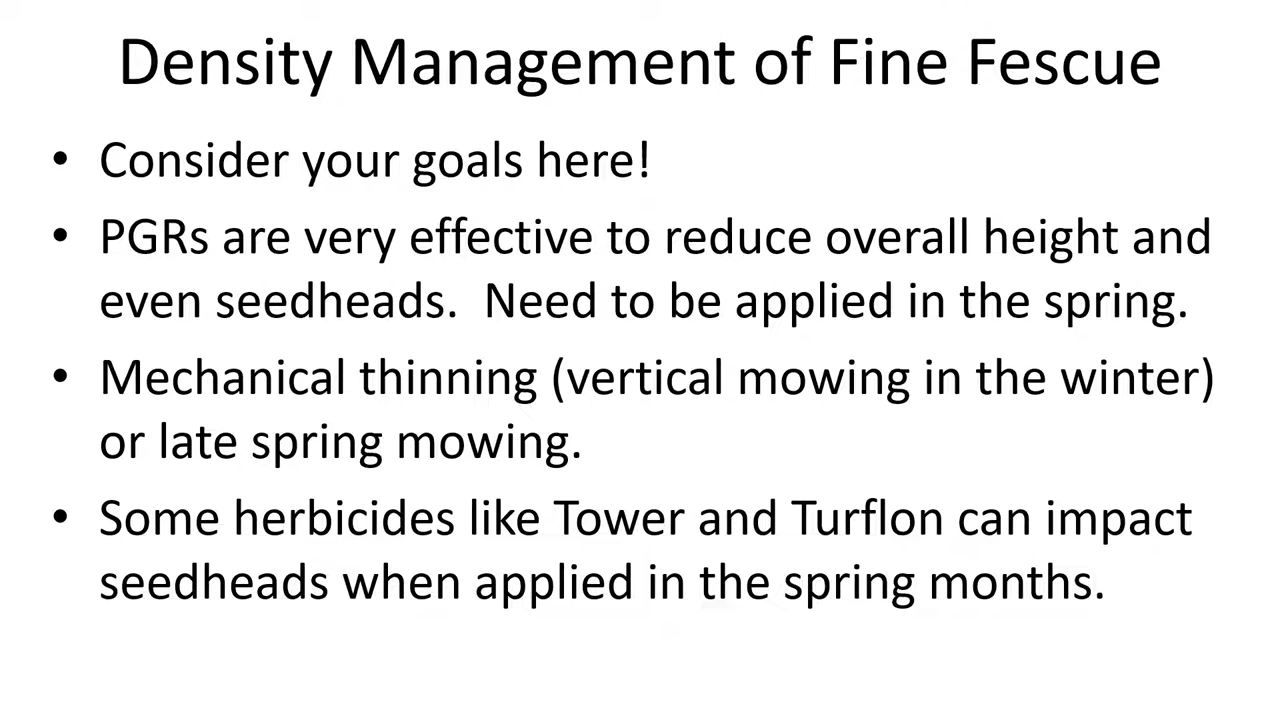 Density Management of Fine Fescue
• Consider your goals here!
• PGRs are very effective to reduce overall height and
even seedheads.  Need to be applied in the spring.
• Mechanical thinning (vertical mowing in the winter)
or late spring mowing.
• Some herbicides like Tower and Turflon can impact
seedheads when applied in the spring months.